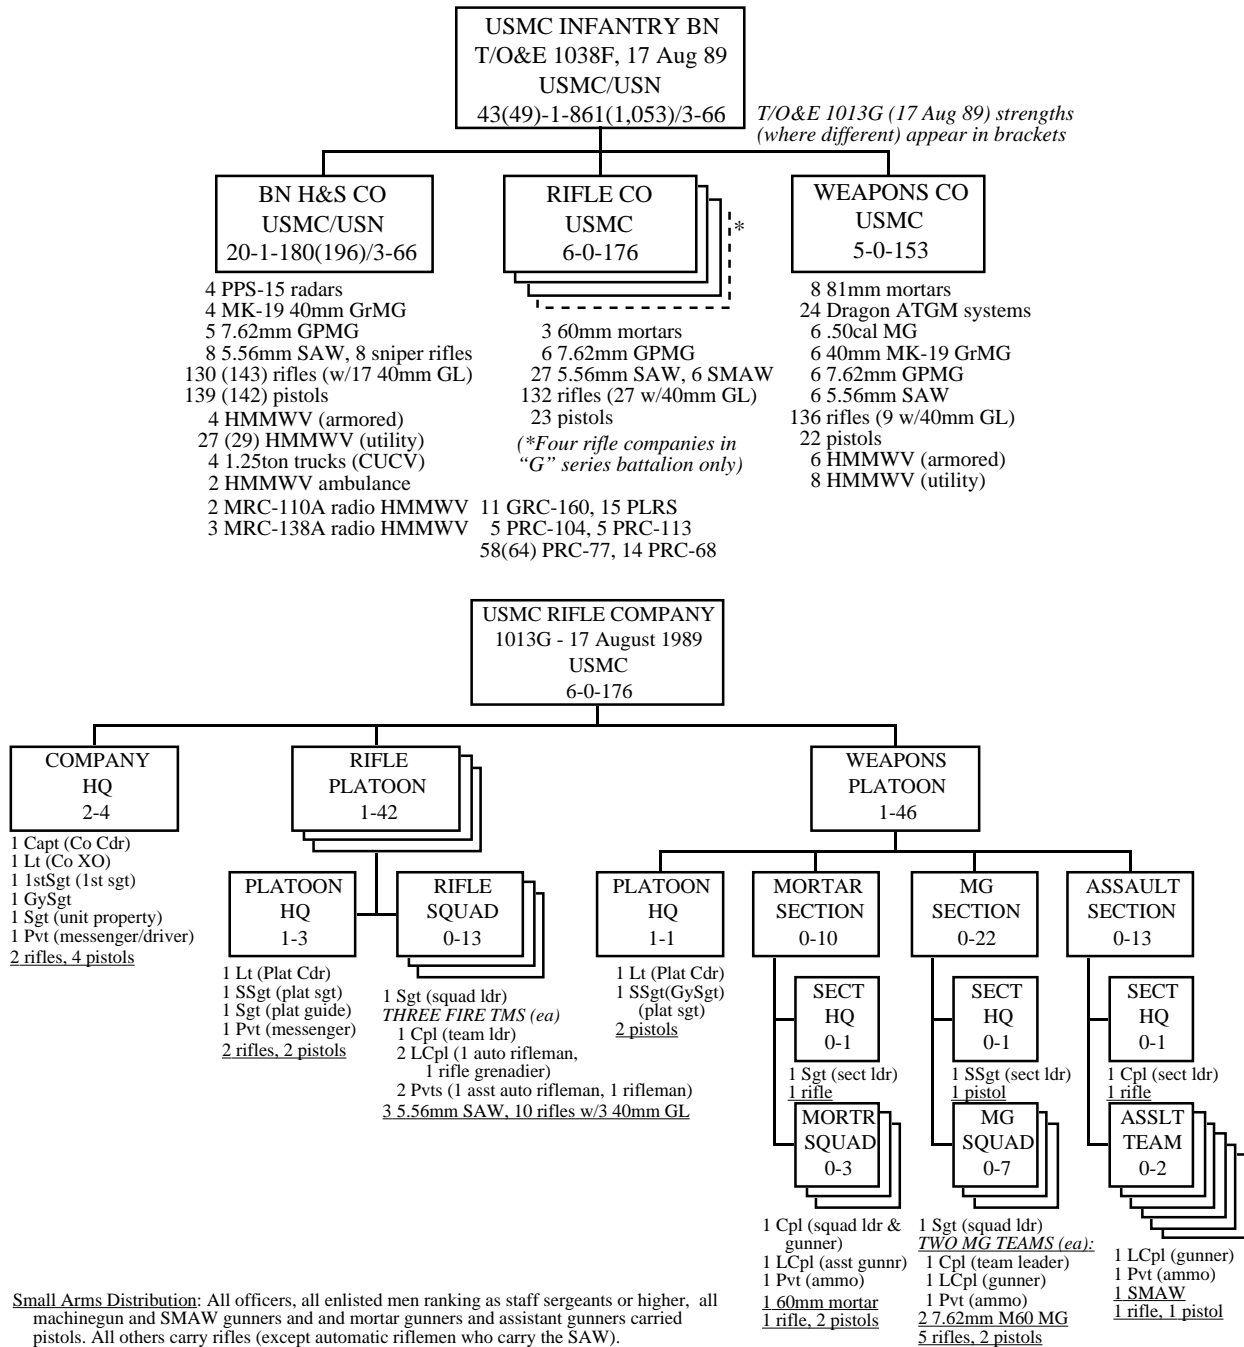 USMC INFANTRY BN
T/O&E 1038F, 17 Aug 89
USMC/USN
43(49)-1-861(1,053)/3-66
T/O&E 1013G (17 Aug 89) strengths
(where different) appear in brackets
BN H&S CO
USMC/USN
20-1-180(196)/3-66
4 PPS-15 radars
4 MK-19 40mm GrMG
5 7.62mm GPMG
8 5.56mm SAW, 8 sniper rifles
130 (143) rifles (w/17 40mm GL)
139 (142) pistols
4 HMMWV (armored)
27 (29) HMMWV (utility)
4 1.25ton trucks (CUCV)
2 HMMWV ambulance
2 MRC-110A radio HMMWV
3 MRC-138A radio HMMWV
11 GRC-160, 15 PLRS
5 PRC-104, 5 PRC-113
58(64) PRC-77, 14 PRC-68
RIFLE CO
USMC
6-0-176
*
3 60mm mortars
6 7.62mm GPMG
27 5.56mm SAW, 6 SMAW
132 rifles (27 w/40mm GL)
23 pistols
(*Four rifle companies in
“G” series battalion only)
WEAPONS CO
USMC
5-0-153
8 81mm mortars
24 Dragon ATGM systems
6 .50cal MG
6 40mm MK-19 GrMG
6 7.62mm GPMG
6 5.56mm SAW
136 rifles (9 w/40mm GL)
22 pistols
6 HMMWV (armored)
8 HMMWV (utility)
USMC RIFLE COMPANY
1013G - 17 August 1989
USMC
6-0-176
COMPANY
HQ
2-4
1 Capt (Co Cdr)
1 Lt (Co XO)
1 1stSgt (1st sgt)
1 GySgt
1 Sgt (unit property)
1 Pvt (messenger/driver)
2 rifles, 4 pistols
RIFLE
PLATOON
1-42
PLATOON
HQ
1-3
1 Lt (Plat Cdr)
1 SSgt (plat sgt)
1 Sgt (plat guide)
1 Pvt (messenger)
2 rifles, 2 pistols
RIFLE
SQUAD
0-13
1 Sgt (squad ldr)
THREE FIRE TMS (ea)
1 Cpl (team ldr)
2 LCpl (1 auto rifleman,
1 rifle grenadier)
2 Pvts (1 asst auto rifleman, 1 rifleman)
3 5.56mm SAW, 10 rifles w/3 40mm GL
WEAPONS
PLATOON
1-46
PLATOON
HQ
1-1
1 Lt (Plat Cdr)
1 SSgt(GySgt)
(plat sgt)
2 pistols
MORTAR
SECTION
0-10
SECT
HQ
0-1
1 Sgt (sect ldr)
1 rifle
MORTR
SQUAD
0-3
1 Cpl (squad ldr &
gunner)
1 LCpl (asst gunnr)
1 Pvt (ammo)
1 60mm mortar
1 rifle, 2 pistols
MG
SECTION
0-22
SECT
HQ
0-1
1 SSgt (sect ldr)
1 pistol
MG
SQUAD
0-7
1 Sgt (squad ldr)
TWO MG TEAMS (ea):
1 Cpl (team leader)
1 LCpl (gunner)
1 Pvt (ammo)
2 7.62mm M60 MG
5 rifles, 2 pistols
ASSAULT
SECTION
0-13
SECT
HQ
0-1
1 Cpl (sect ldr)
1 rifle
ASSLT
TEAM
0-2
1 LCpl (gunner)
1 Pvt (ammo)
1 SMAW
1 rifle, 1 pistol
Small Arms Distribution: All officers, all enlisted men ranking as staff sergeants or higher, all
machinegun and SMAW gunners and and mortar gunners and assistant gunners carried
pistols. All others carry rifles (except automatic riflemen who carry the SAW).